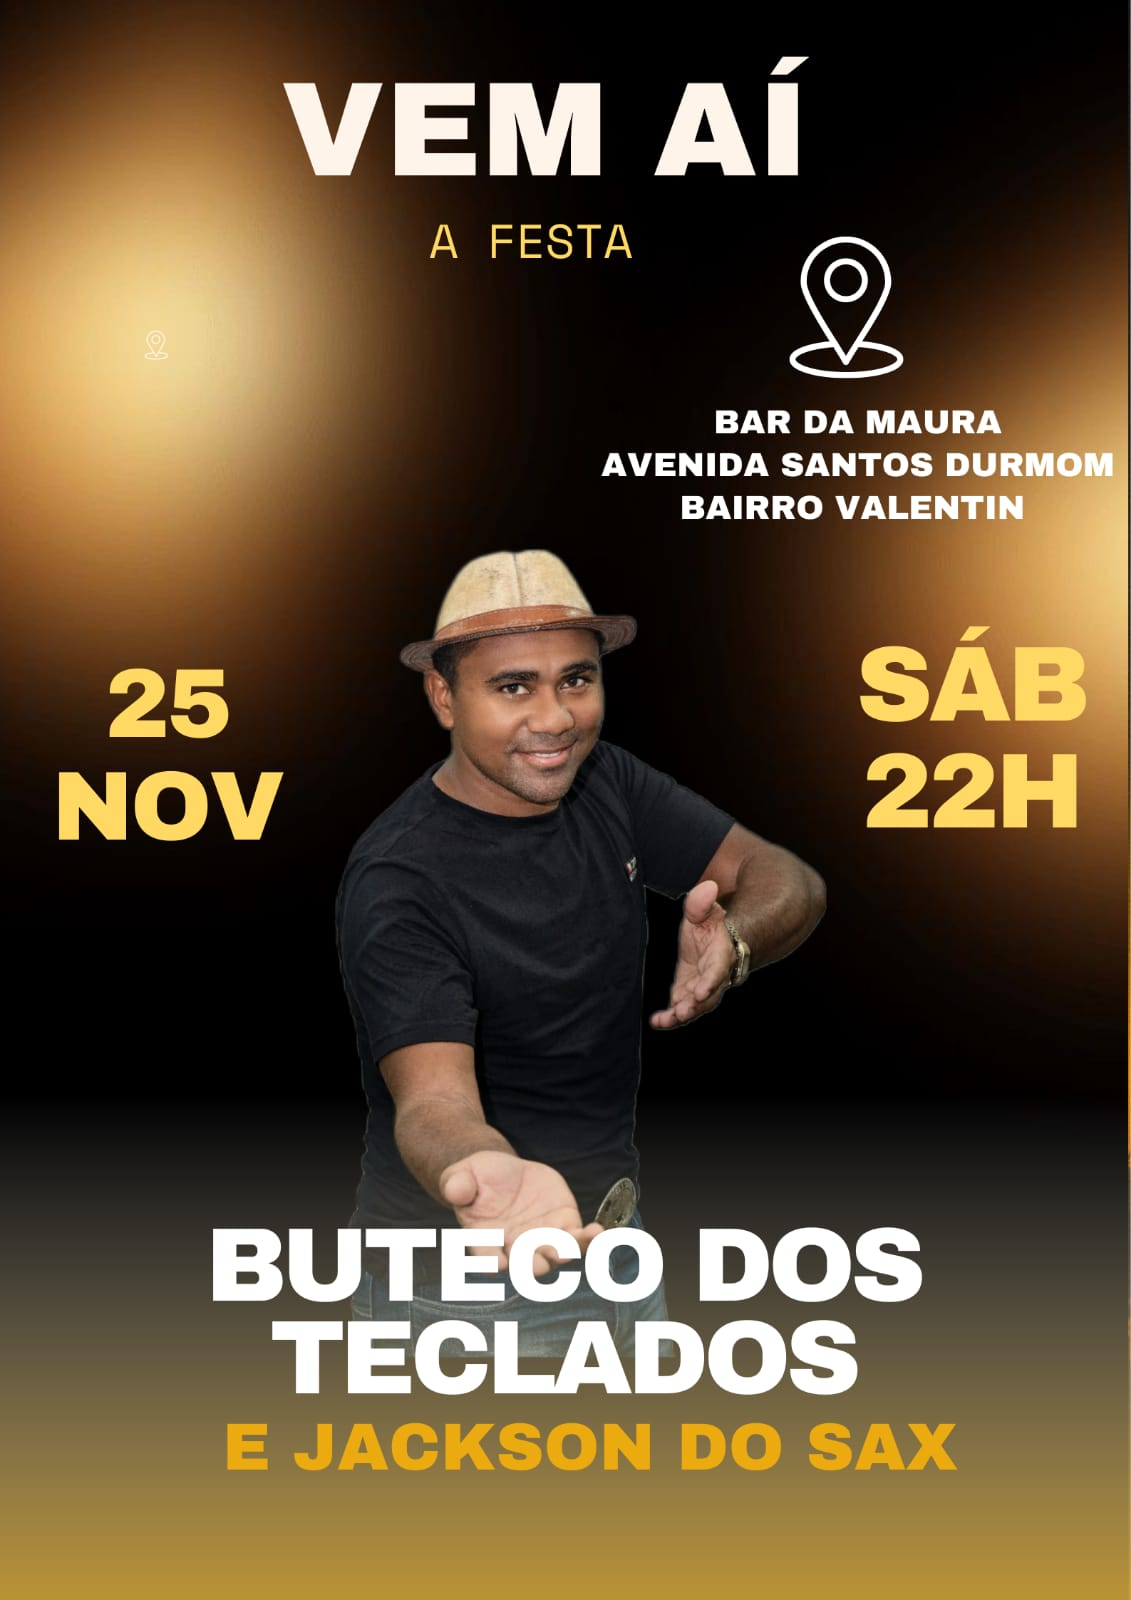 VEM AÍ
A FESTA
BAR DA MAURA
AVENIDA SANTOS DURMOM
BAIRRO VALENTIN
25
NOV
SÁB
22H
BUTECO DOS
TECLADOS
E JACKSON DO SAX